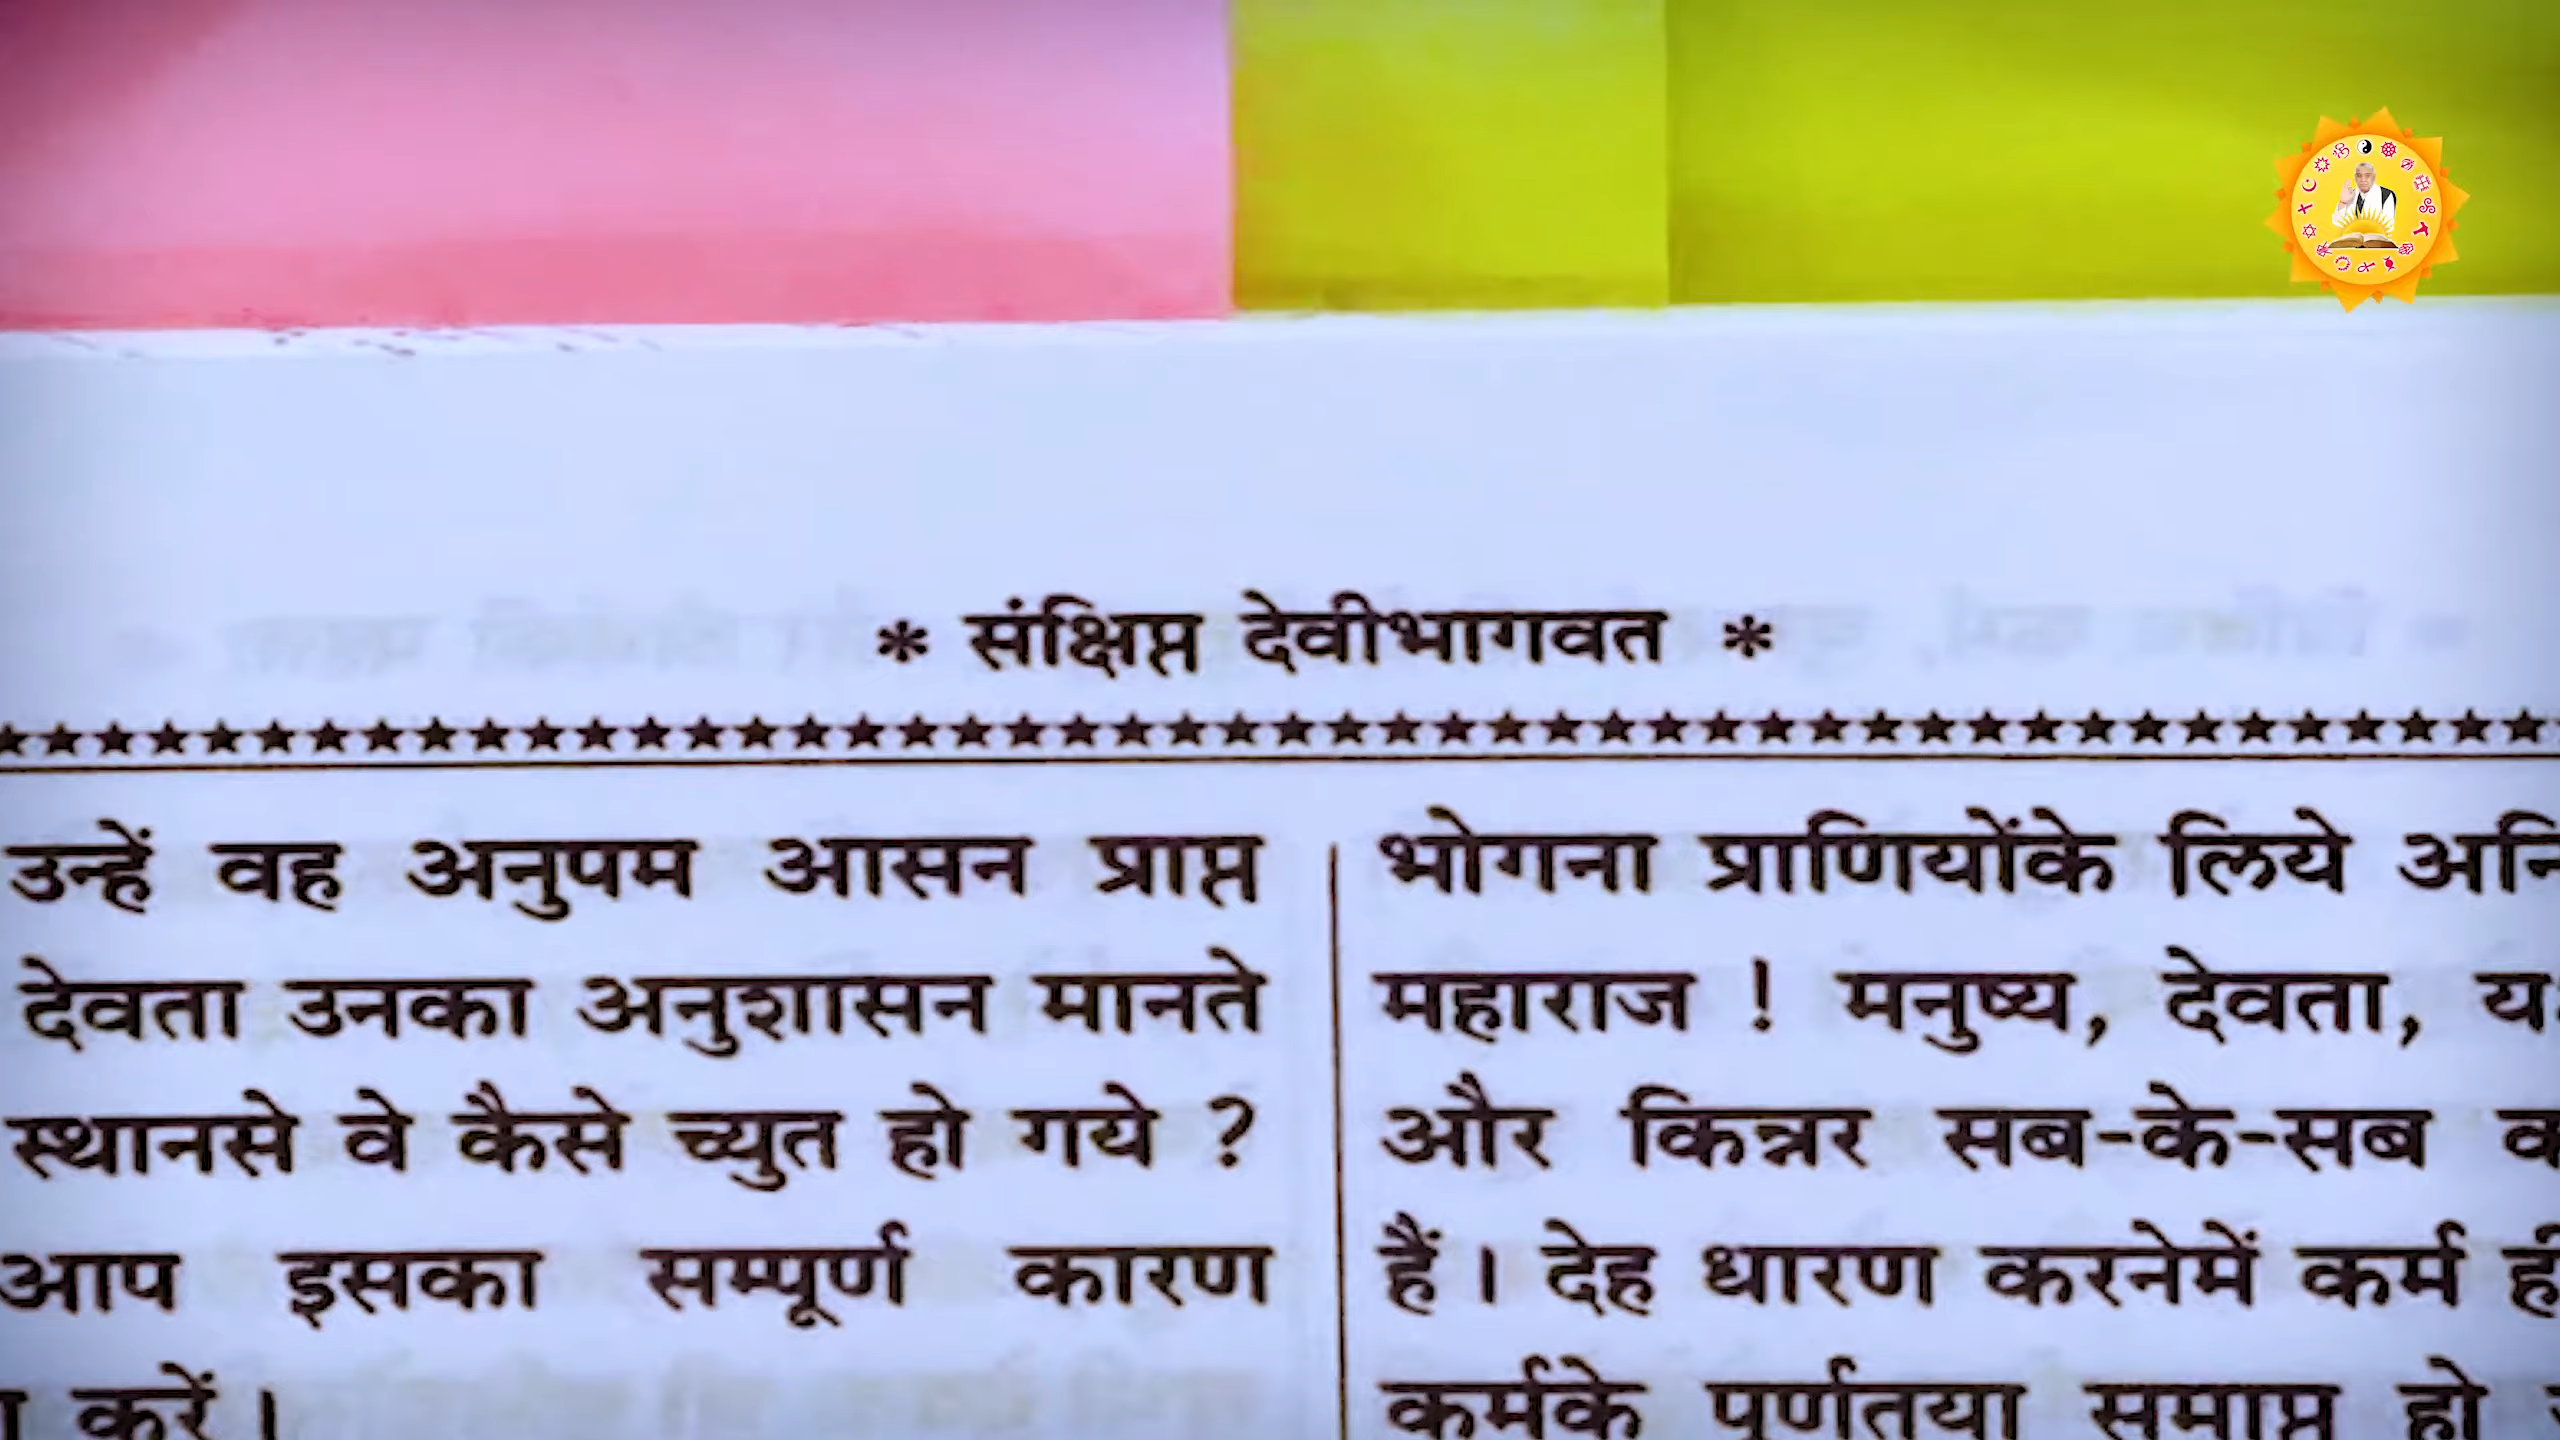 * संक्षिप्त देवीभागवत *
उन्हें वह अनुपम आसन प्राप्त
देवता उनका अनुशासन मानते
स्थानसे वे कैसे च्युत हो गये ?
आप इसका सम्पूर्ण कारण
करें ।
भोगना प्राणियोंके लिये
महाराज ! मनुष्य, देवता,
और किन्नर सब-के-सब
हैं । देह धारण करनेमें कर्म
कर्मके पूर्णतया समाप्त हो